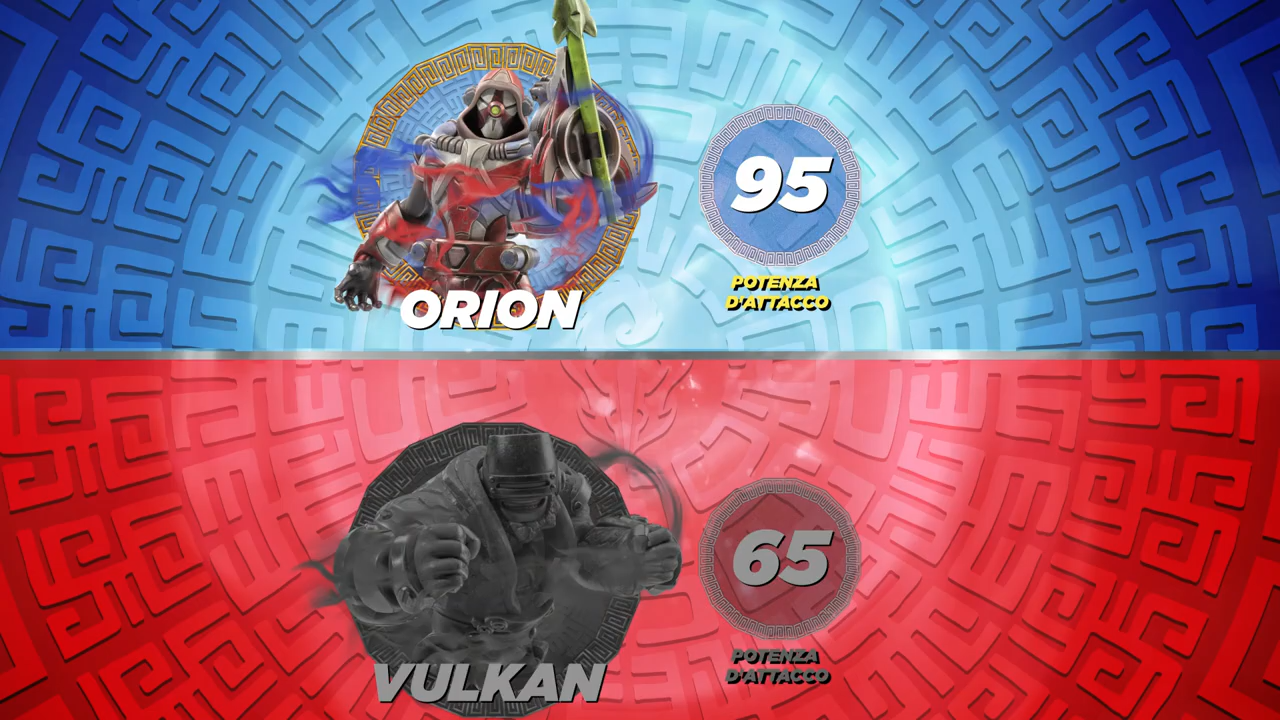 ORION
95
POTENZA
D'ATTACCO
VULKAN
65
POTENZA
D'ATTACCO